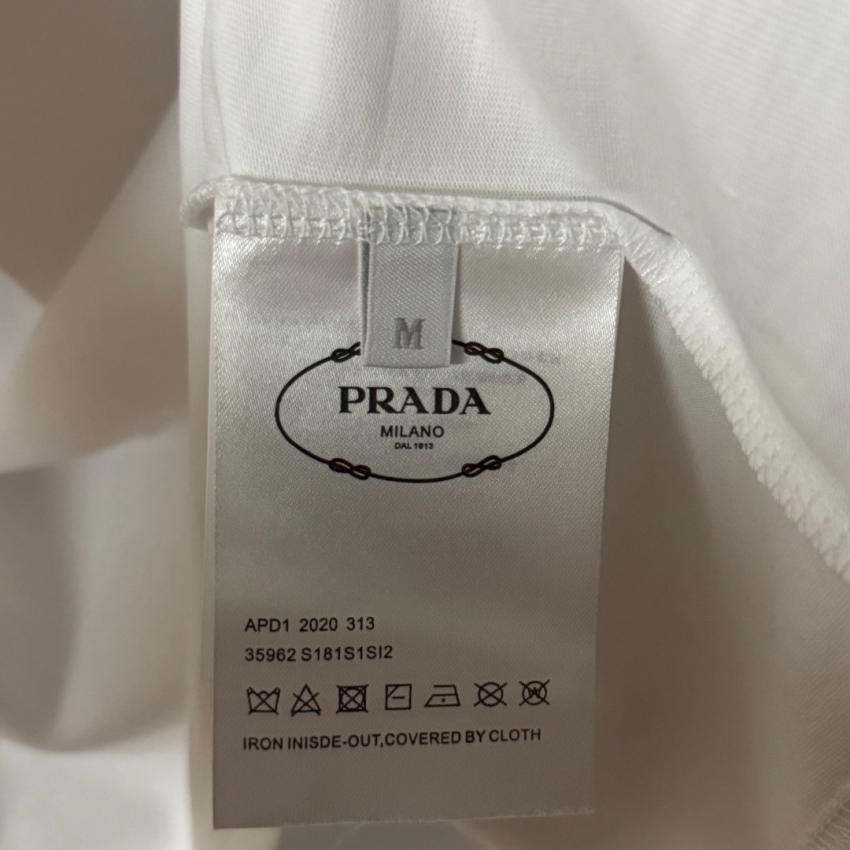 M
PRADA
MILANO
DAL 1913
APD1 2020 313
35962 S181S1SI2
IRON INISDE-OUT,COVERED BY CLOTH